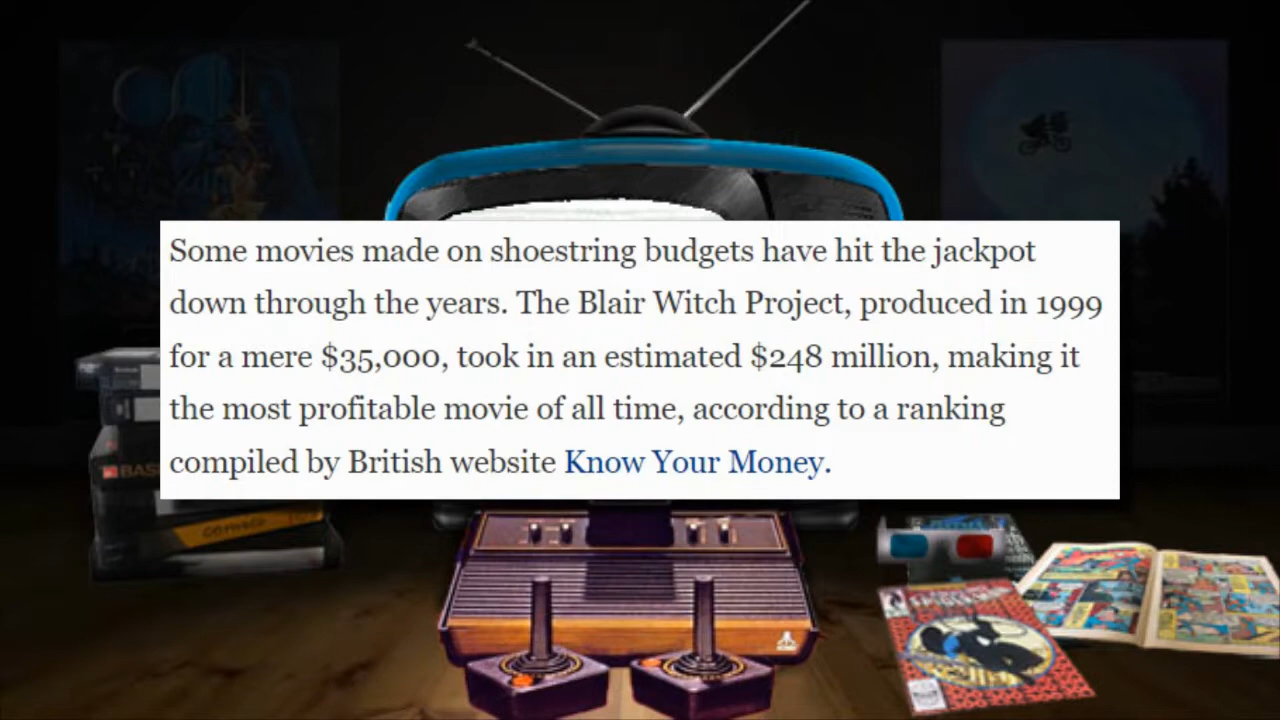 Some movies made on shoestring budgets have hit the jackpot
down through the years. The Blair Witch Project, produced in 1999
for a mere $35,000, took in an estimated $248 million, making it
the most profitable movie of all time, according to a ranking
compiled by British website Know Your Money.